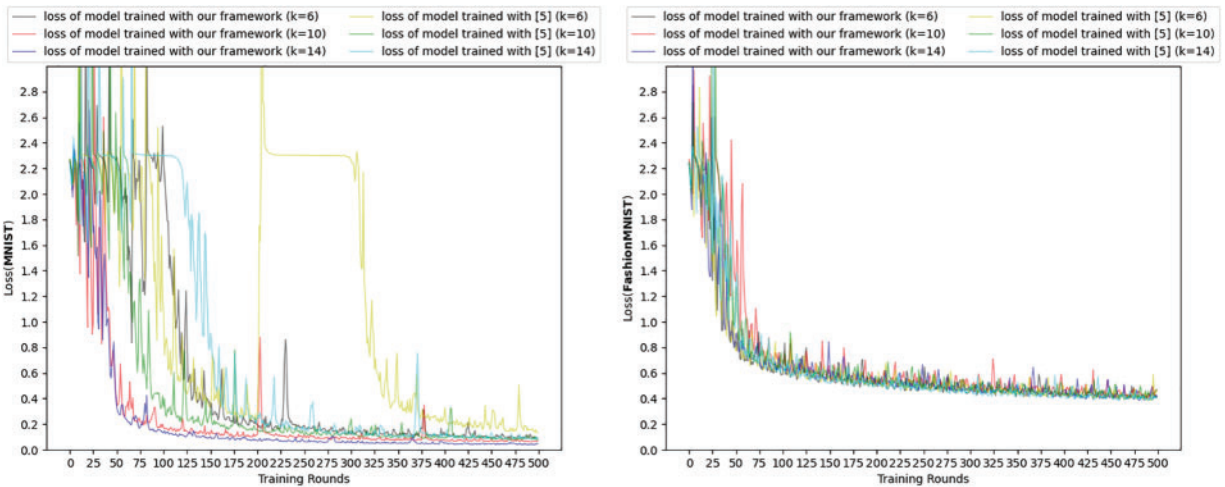 loss of model trained with our framework (k=6) loss of model trained with [5] (k=6)
loss of model trained with our framework (k=10) loss of model trained with [5] (k=10)
loss of model trained with our framework (k=14) loss of model trained with [5] (k=14)
2.8
2.6
2.4
2.2
2.0
1.8
1.6
1.4
1.2
1.0
0.8
0.6
0.4
0.2
0.0
Loss(MNIST)
0 25 50 75 100 125 150 175 200 225 250 275 300 325 350 375 400 425 450 475 500
Training Rounds
loss of model trained with our framework (k=6) loss of model trained with [5] (k=6)
loss of model trained with our framework (k=10) loss of model trained with [5] (k=10)
loss of model trained with our framework (k=14) loss of model trained with [5] (k=14)
2.8
2.6
2.4
2.2
2.0
1.8
1.6
1.4
1.2
1.0
0.8
0.6
0.4
0.2
0.0
Loss(FashionMNIST)
0 25 50 75 100 125 150 175 200 225 250 275 300 325 350 375 400 425 450 475 500
Training Rounds